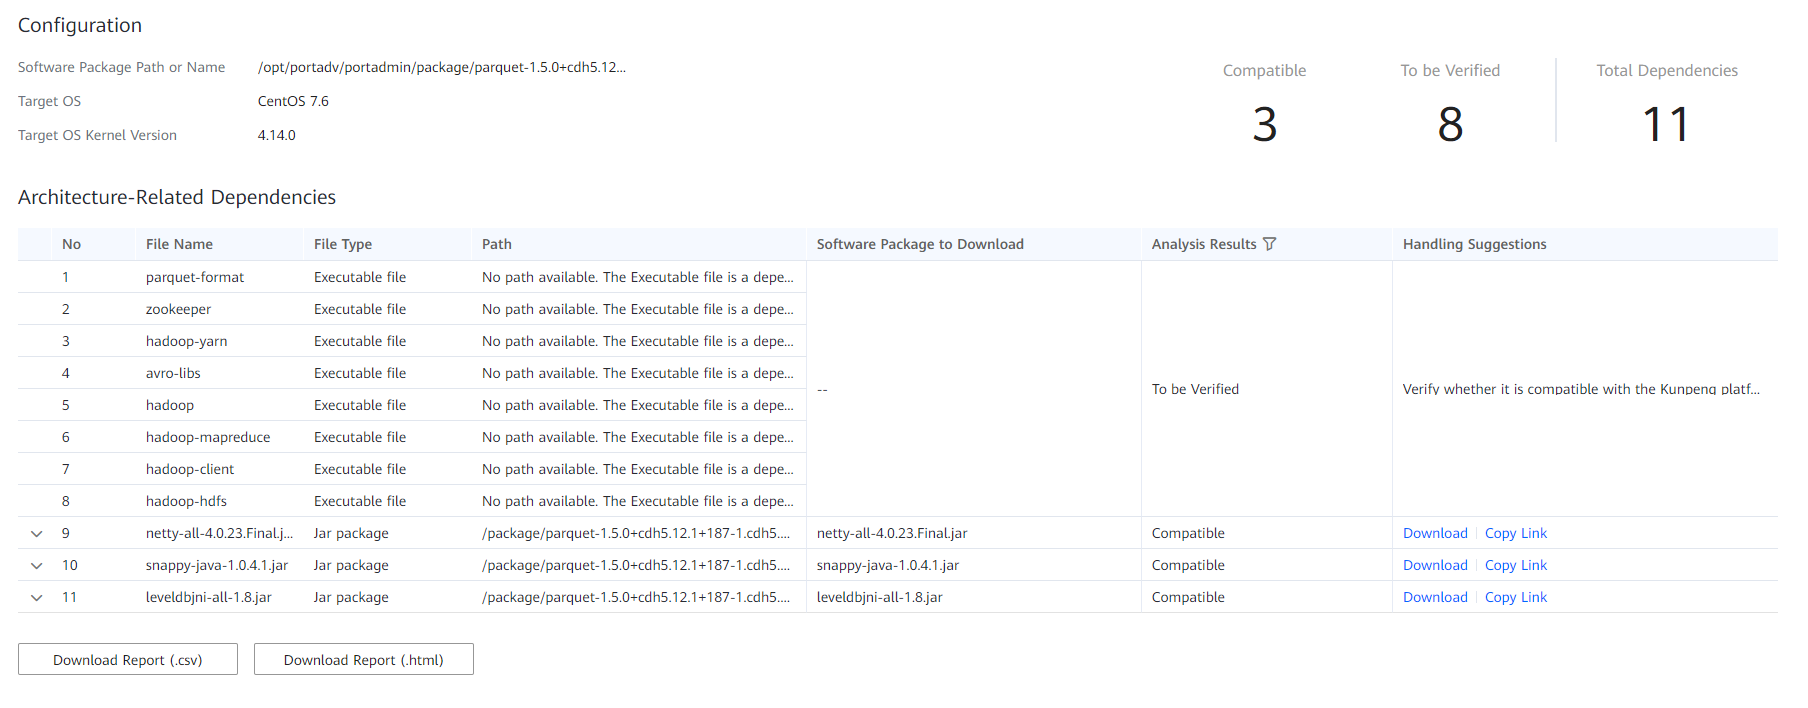 Configuration
Software Package Path or Name /opt/portadv/portadmin/package/parquet-1.5.0+cdh5.12...
Target OS CentOS 7.6
Target OS Kernel Version 4.14.0
Compatible To be Verified Total Dependencies
3 8 11
Architecture-Related Dependencies
No File Name File Type Path Software Package to Download Analysis Results Handling Suggestions
1 parquet-format Executable file No path available. The Executable file is a depe...
2 zookeeper Executable file No path available. The Executable file is a depe...
3 hadoop-yarn Executable file No path available. The Executable file is a depe...
4 avro-libs Executable file No path available. The Executable file is a depe...
-- To be Verified Verify whether it is compatible with the Kunpeng platf...
5 hadoop Executable file No path available. The Executable file is a depe...
6 hadoop-mapreduce Executable file No path available. The Executable file is a depe...
7 hadoop-client Executable file No path available. The Executable file is a depe...
8 hadoop-hdfs Executable file No path available. The Executable file is a depe...
9 netty-all-4.0.23.Final.j... Jar package /package/parquet-1.5.0+cdh5.12.1+187-1.cdh5.... netty-all-4.0.23.Final.jar Compatible Download Copy Link
10 snappy-java-1.0.4.1.jar Jar package /package/parquet-1.5.0+cdh5.12.1+187-1.cdh5.... snappy-java-1.0.4.1.jar Compatible Download Copy Link
11 leveldbjni-all-1.8.jar Jar package /package/parquet-1.5.0+cdh5.12.1+187-1.cdh5.... leveldbjni-all-1.8.jar Compatible Download Copy Link
Download Report (.csv) Download Report (.html)